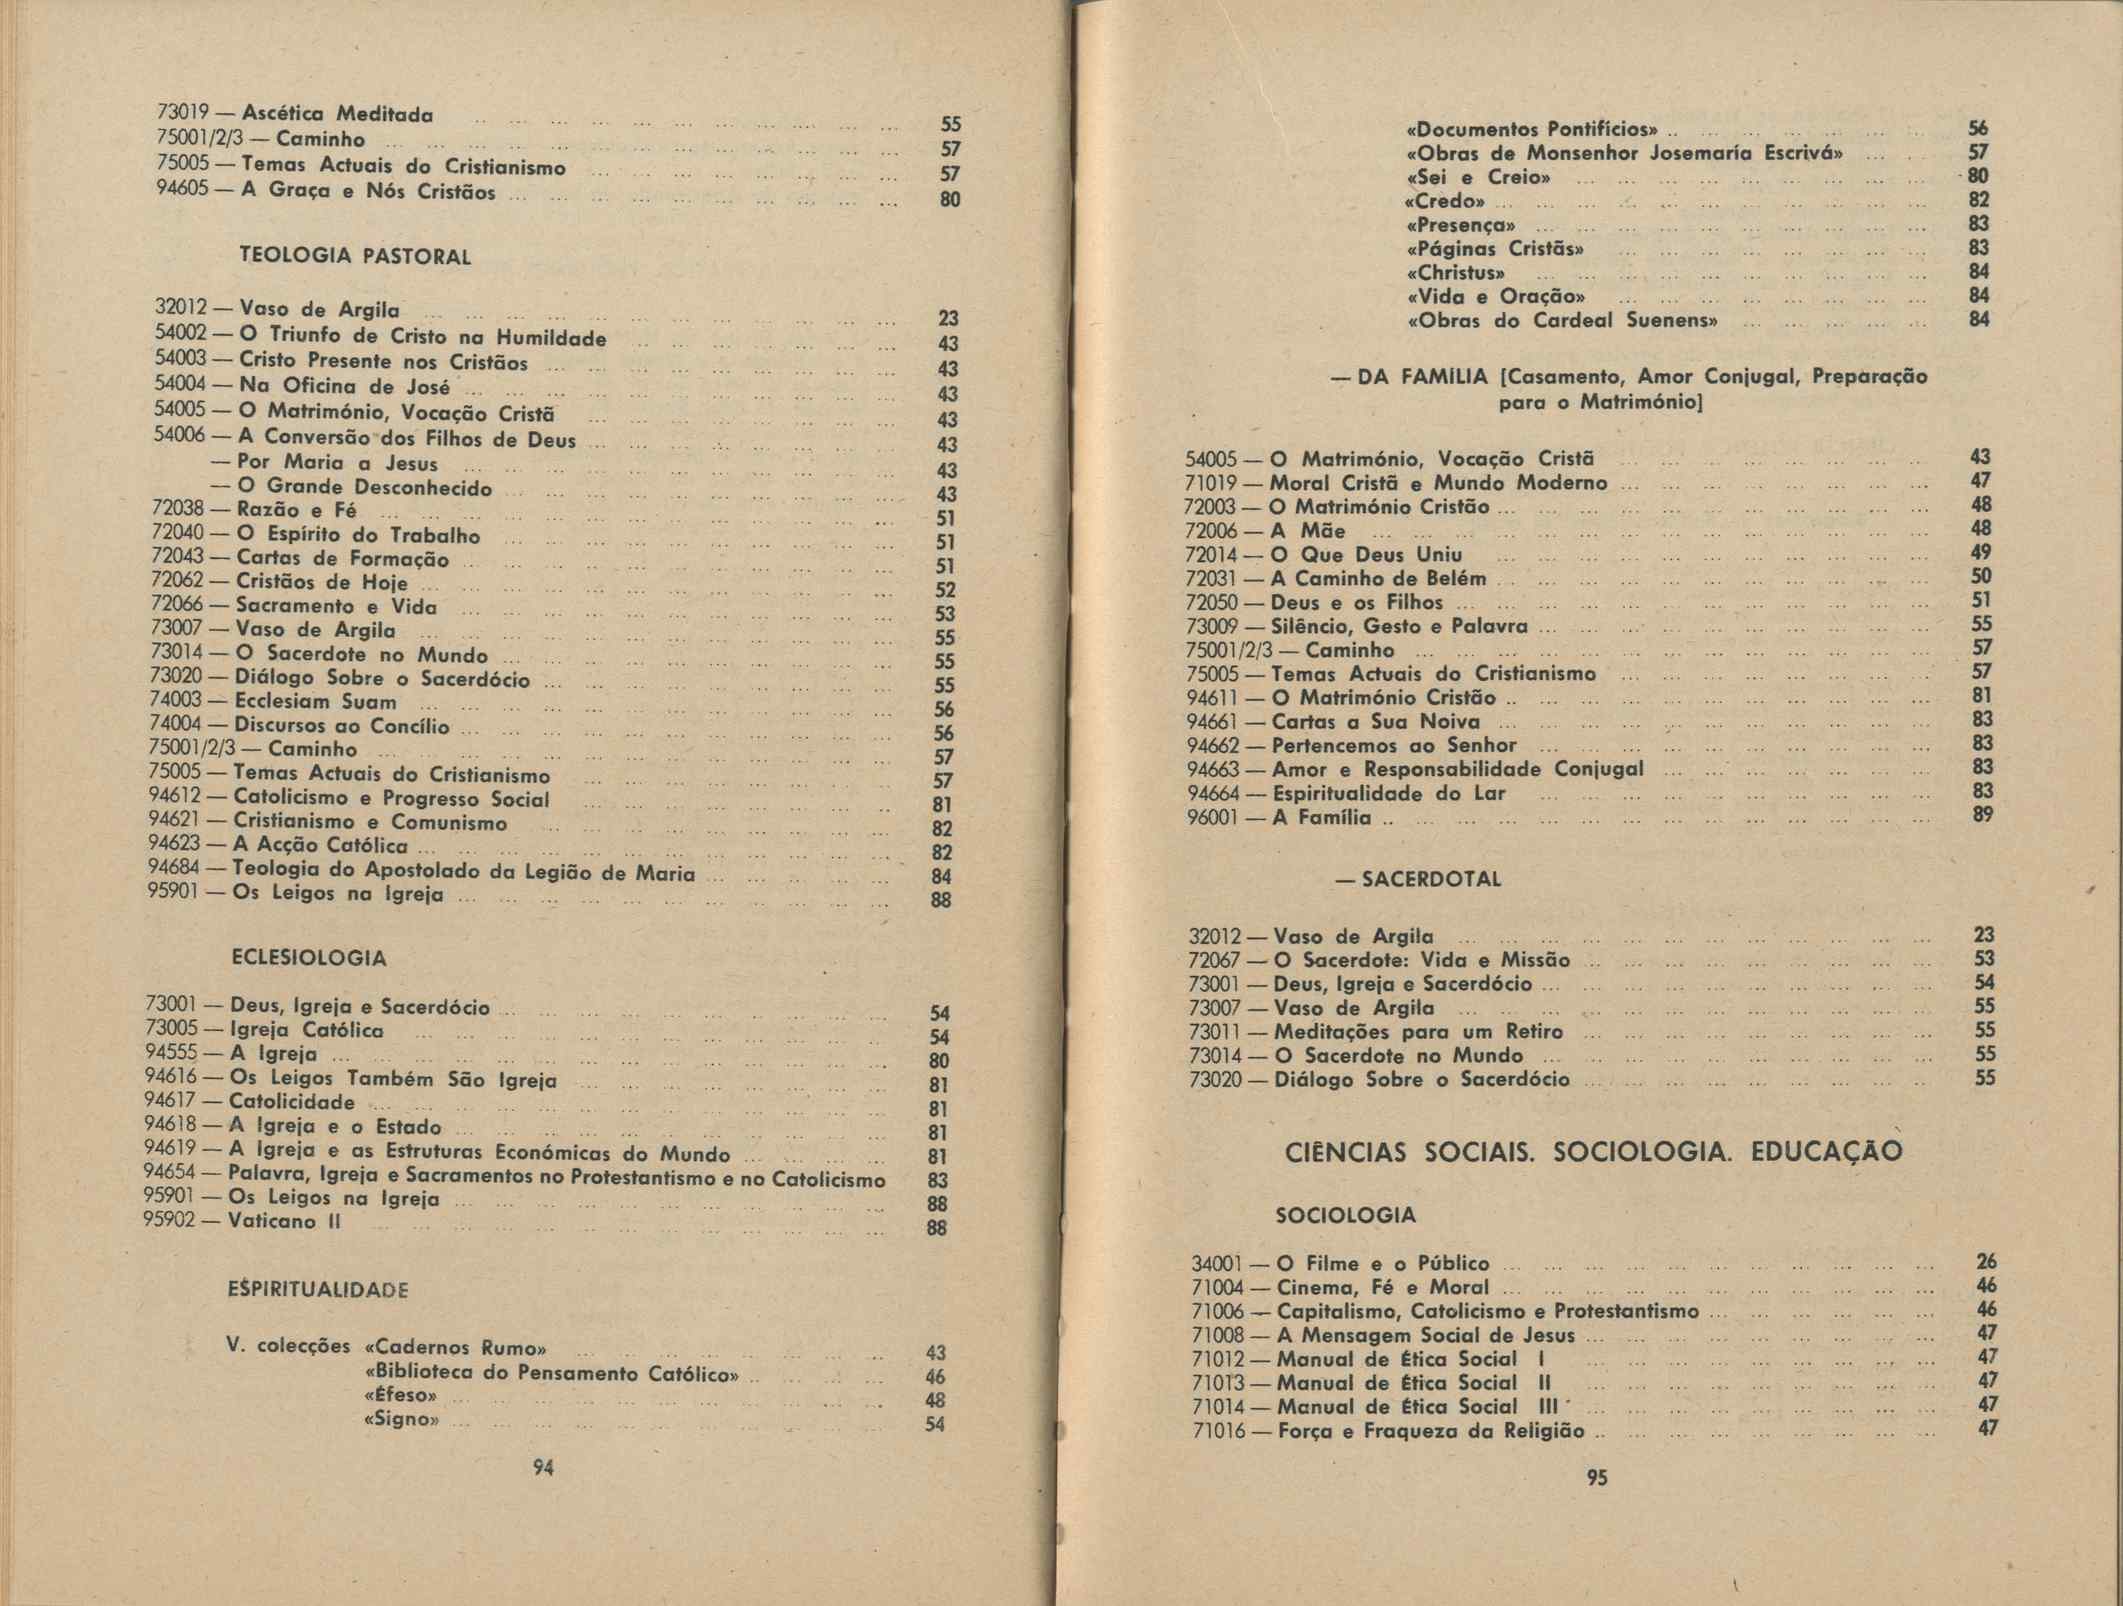 73019 — Ascética Meditada ... 55
75001/2/3 — Caminho ... 57
75005 — Temas Actuais do Cristianismo ... 57
94605 — A Graça e Nós Cristãos ... 80
TEOLOGIA PASTORAL
32012 — Vaso de Argila ... 23
54002 — O Triunfo de Cristo na Humildade ... 43
54003 — Cristo Presente nos Cristãos ... 43
54004 — Na Oficina de José ... 43
54005 — O Matrimónio, Vocação Cristã ... 43
54006 — A Conversão dos Filhos de Deus ... 43
— Por Maria a Jesus ... 43
— O Grande Desconhecido ... 43
72038 — Razão e Fé ... 51
72040 — O Espírito do Trabalho ... 51
72043 — Cartas de Formação ... 51
72062 — Cristãos de Hoje ... 52
72066 — Sacramento e Vida ... 53
73007 — Vaso de Argila ... 55
73014 — O Sacerdote no Mundo ... 55
73020 — Diálogo Sobre o Sacerdócio ... 55
74003 — Ecclesiam Suam ... 56
74004 — Discursos ao Concílio ... 56
75001/2/3 — Caminho ... 57
75005 — Temas Actuais do Cristianismo ... 57
94612 — Catolicismo e Progresso Social ... 81
94621 — Cristianismo e Comunismo ... 82
94623 — A Acção Católica ... 82
94684 — Teologia do Apostolado da Legião de Maria ... 84
95901 — Os Leigos na Igreja ... 88
ECLESIOLOGIA
73001 — Deus, Igreja e Sacerdócio ... 54
73005 — Igreja Católica ... 54
94555 — A Igreja ... 80
94616 — Os Leigos Também São Igreja ... 81
94617 — Catolicidade ... 81
94618 — A Igreja e o Estado ... 81
94619 — A Igreja e as Estruturas Económicas do Mundo ... 81
94654 — Palavra, Igreja e Sacramentos no Protestantismo e no Catolicismo 83
95901 — Os Leigos na Igreja ... 88
95902 — Vaticano II ... 88
ESPIRITUALIDADE
V. colecções «Cadernos Rumo» ... 43
«Biblioteca do Pensamento Católico» ... 46
«Éfeso» ... 48
«Signo» ... 54
94
«Documentos Pontifícios» ... 56
«Obras de Monsenhor Josemaría Escrivá» ... 57
«Sei e Creio» ... 80
«Credo» ... 82
«Presença» ... 83
«Páginas Cristãs» ... 83
«Christus» ... 84
«Vida e Oração» ... 84
«Obras do Cardeal Suenens» ... 84
— DA FAMÍLIA [Casamento, Amor Conjugal, Preparação
para o Matrimónio]
54005 — O Matrimónio, Vocação Cristã ... 43
71019 — Moral Cristã e Mundo Moderno ... 47
72003 — O Matrimónio Cristão ... 48
72006 — A Mãe ... 48
72014 — O Que Deus Uniu ... 49
72031 — A Caminho de Belém ... 50
72050 — Deus e os Filhos ... 51
73009 — Silêncio, Gesto e Palavra ... 55
75001/2/3 — Caminho ... 57
75005 — Temas Actuais do Cristianismo ... 57
94611 — O Matrimónio Cristão ... 81
94661 — Cartas a Sua Noiva ... 83
94662 — Pertencemos ao Senhor ... 83
94663 — Amor e Responsabilidade Conjugal ... 83
94664 — Espiritualidade do Lar ... 83
96001 — A Família ... 89
— SACERDOTAL
32012 — Vaso de Argila ... 23
72067 — O Sacerdote: Vida e Missão ... 53
73001 — Deus, Igreja e Sacerdócio ... 54
73007 — Vaso de Argila ... 55
73011 — Meditações para um Retiro ... 55
73014 — O Sacerdote no Mundo ... 55
73020 — Diálogo Sobre o Sacerdócio ... 55
CIÊNCIAS SOCIAIS. SOCIOLOGIA. EDUCAÇÃO
SOCIOLOGIA
34001 — O Filme e o Público ... 26
71004 — Cinema, Fé e Moral ... 46
71006 — Capitalismo, Catolicismo e Protestantismo ... 46
71008 — A Mensagem Social de Jesus ... 47
71012 — Manual de Ética Social I ... 47
71013 — Manual de Ética Social II ... 47
71014 — Manual de Ética Social III ... 47
71016 — Força e Fraqueza da Religião ... 47
95